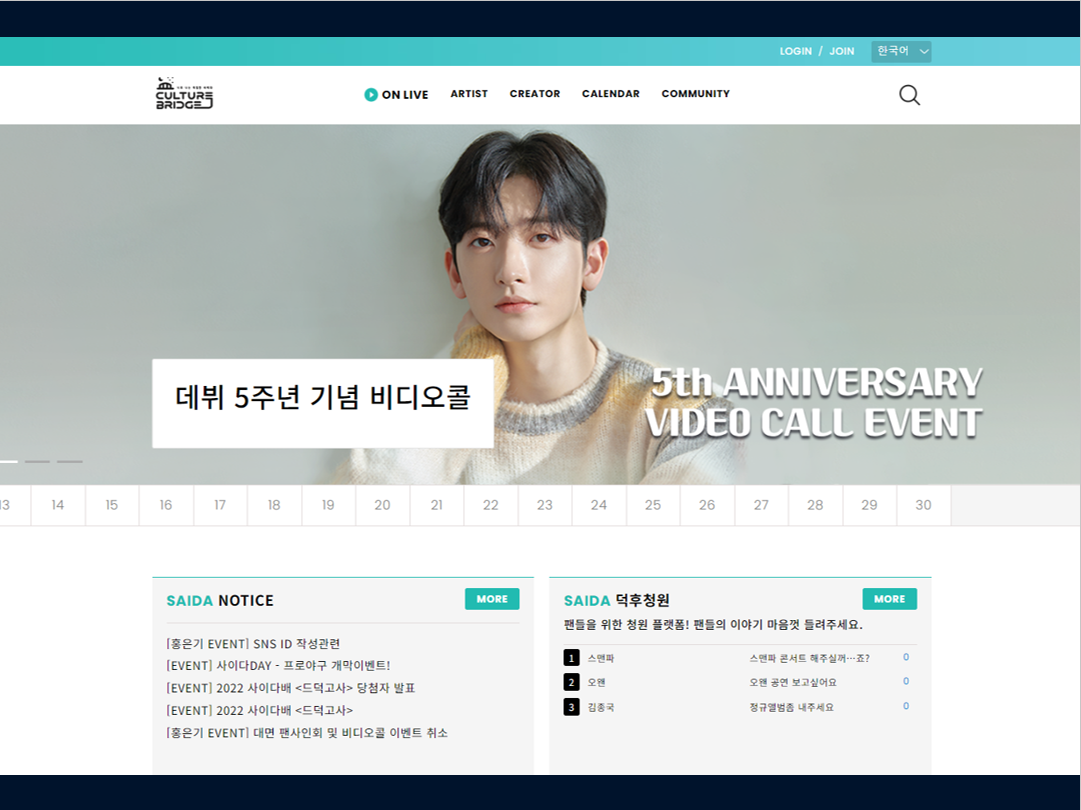 LOGIN / JOIN 한국어
CULTURE
BRIDGE
ON LIVE ARTIST CREATOR CALENDAR COMMUNITY
데뷔 5주년 기념 비디오콜
5th ANNIVERSARY
VIDEO CALL EVENT
13 14 15 16 17 18 19 20 21 22 23 24 25 26 27 28 29 30
SAIDA NOTICE MORE
[홍은기 EVENT] SNS ID 작성관련
[EVENT] 사이다DAY - 프로야구 개막이벤트!
[EVENT] 2022 사이다배 <드덕고사> 당첨자 발표
[EVENT] 2022 사이다배 <드덕고사>
[홍은기 EVENT] 대면 팬사인회 및 비디오콜 이벤트 취소
SAIDA 덕후청원 MORE
팬들을 위한 청원 플랫폼! 팬들의 이야기 마음껏 들려주세요.
1 스맨파 스맨파 콘서트 해주실꺼…죠? 0
2 오왠 오왠 공연 보고싶어요 0
3 김종국 정규앨범좀 내주세요 0